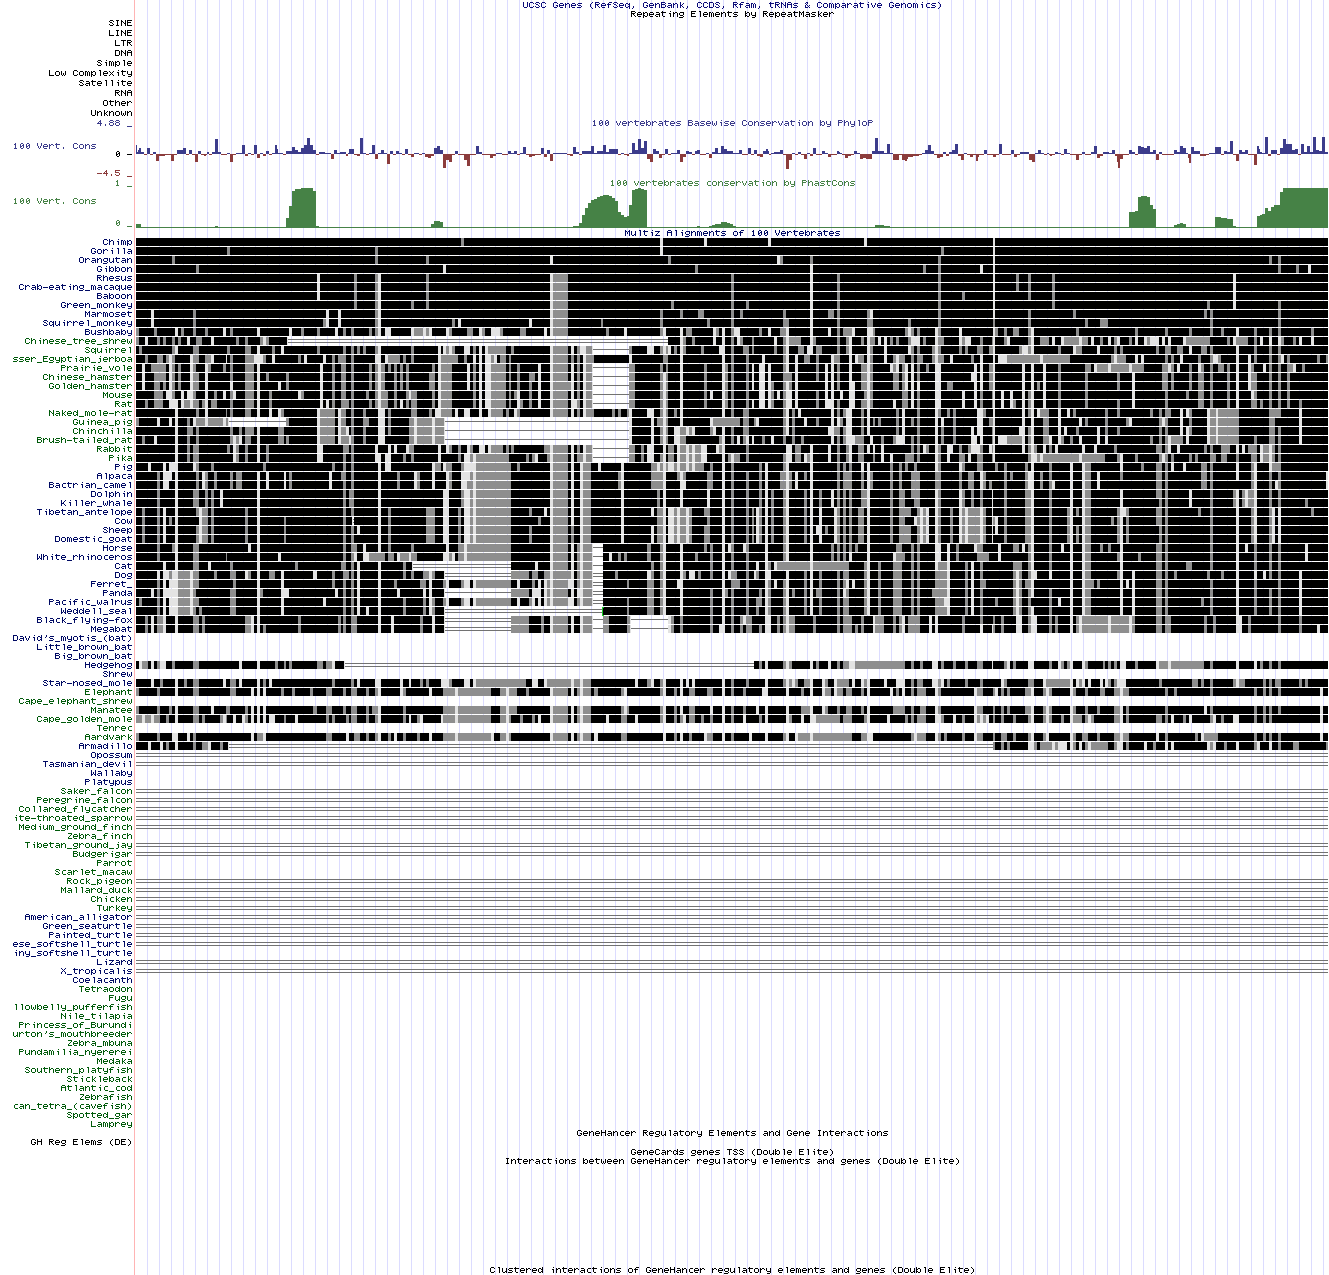 UCSC Genes (RefSeq, GenBank, CCDS, Rfam, tRNAs & Comparative Genomics)
Repeating Elements by RepeatMasker
SINE
LINE
LTR
DNA
Simple
Low Complexity
Satellite
RNA
Other
Unknown
4.88 _
100 vertebrates Basewise Conservation by PhyloP
100 Vert. Cons
0 _
-4.5 _
1 _
100 vertebrates conservation by PhastCons
100 Vert. Cons
0 _
Multiz Alignments of 100 Vertebrates
Chimp
Gorilla
Orangutan
Gibbon
Rhesus
Crab-eating_macaque
Baboon
Green_monkey
Marmoset
Squirrel_monkey
Bushbaby
Chinese_tree_shrew
Squirrel
sser_Egyptian_jerboa
Prairie_vole
Chinese_hamster
Golden_hamster
Mouse
Rat
Naked_mole-rat
Guinea_pig
Chinchilla
Brush-tailed_rat
Rabbit
Pika
Pig
Alpaca
Bactrian_camel
Dolphin
Killer_whale
Tibetan_antelope
Cow
Sheep
Domestic_goat
Horse
White_rhinoceros
Cat
Dog
Ferret_
Panda
Pacific_walrus
Weddell_seal
Black_flying-fox
Megabat
David's_myotis_(bat)
Little_brown_bat
Big_brown_bat
Hedgehog
Shrew
Star-nosed_mole
Elephant
Cape_elephant_shrew
Manatee
Cape_golden_mole
Tenrec
Aardvark
Armadillo
Opossum
Tasmanian_devil
Wallaby
Platypus
Saker_falcon
Peregrine_falcon
Collared_flycatcher
ite-throated_sparrow
Medium_ground_finch
Zebra_finch
Tibetan_ground_jay
Budgerigar
Parrot
Scarlet_macaw
Rock_pigeon
Mallard_duck
Chicken
Turkey
American_alligator
Green_seaturtle
Painted_turtle
ese_softshell_turtle
iny_softshell_turtle
Lizard
X_tropicalis
Coelacanth
Tetraodon
Fugu
llowbelly_pufferfish
Nile_tilapia
Princess_of_Burundi
urton's_mouthbreeder
Zebra_mbuna
Pundamilia_nyererei
Medaka
Southern_platyfish
Stickleback
Atlantic_cod
Zebrafish
can_tetra_(cavefish)
Spotted_gar
Lamprey
GeneHancer Regulatory Elements and Gene Interactions
GH Reg Elems (DE)
GeneCards genes TSS (Double Elite)
Interactions between GeneHancer regulatory elements and genes (Double Elite)
Clustered interactions of GeneHancer regulatory elements and genes (Double Elite)